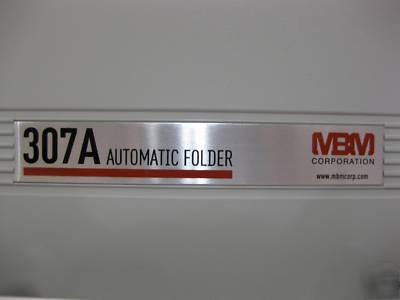 307A AUTOMATIC FOLDER
MBM
CORPORATION
www.mbmcorp.com